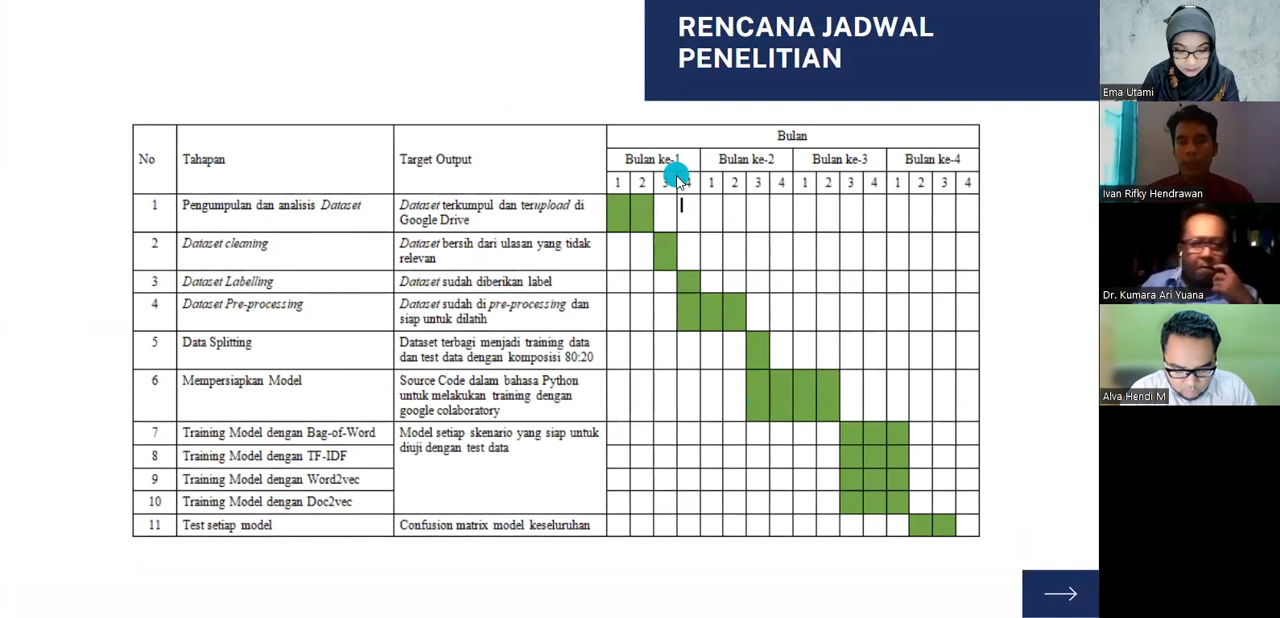 RENCANA JADWAL
PENELITIAN
No
Tahapan
Target Output
Bulan
Bulan ke-1
Bulan ke-2
Bulan ke-3
Bulan ke-4
1 2 3 4 1 2 3 4 1 2 3 4 1 2 3 4
1 Pengumpulan dan analisis Dataset
Dataset terkumpul dan terupload di
Google Drive
2 Dataset cleaning
Dataset bersih dari ulasan yang tidak
relevan
3 Dataset Labelling
Dataset sudah diberikan label
4 Dataset Pre-processing
Dataset sudah di pre-processing dan
siap untuk dilatih
5 Data Splitting
Dataset terbagi menjadi training data
dan test data dengan komposisi 80:20
6 Mempersiapkan Model
Source Code dalam bahasa Python
untuk melakukan training dengan
google colaboratory
7 Training Model dengan Bag-of-Word
Model setiap skenario yang siap untuk
diuji dengan test data
8 Training Model dengan TF-IDF
9 Training Model dengan Word2vec
10 Training Model dengan Doc2vec
11 Test setiap model
Confusion matrix model keseluruhan
Ema Utami
Ivan Rifky Hendrawan
Dr. Kumara Ari Yuana
Alva Hendi M